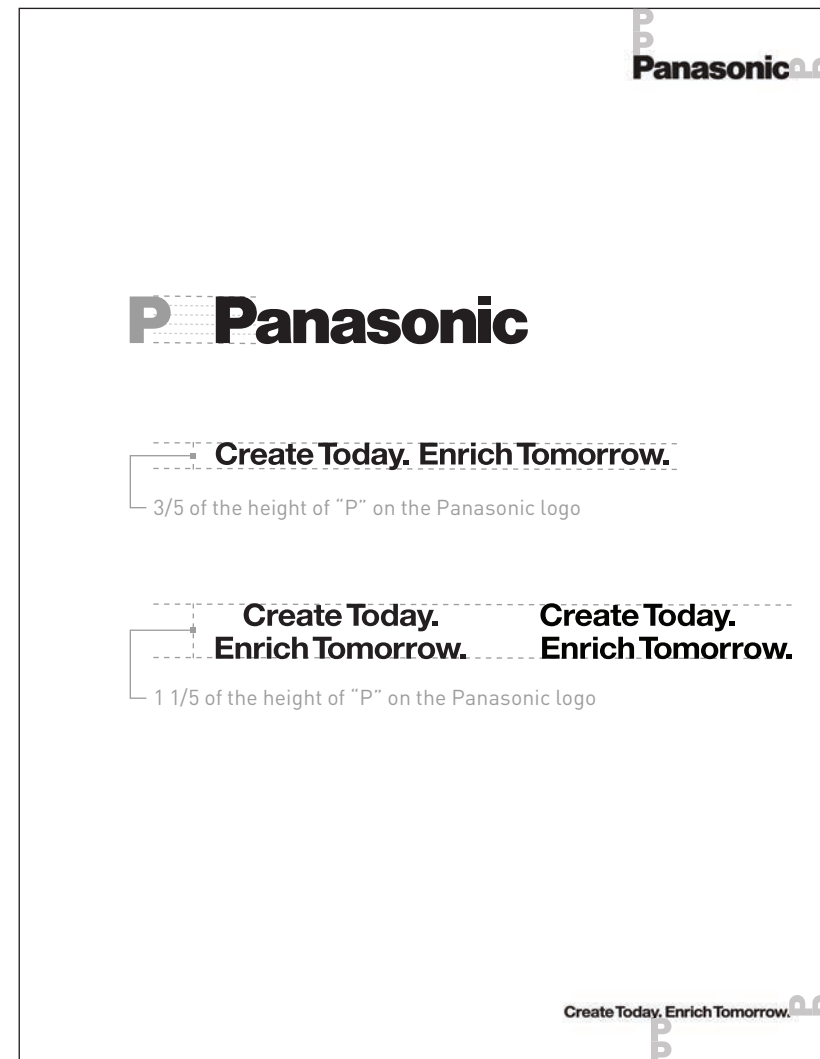 P
P
Panasonic P P
P Panasonic
Create Today. Enrich Tomorrow.
3/5 of the height of “P” on the Panasonic logo
Create Today.
Enrich Tomorrow.
Create Today.
Enrich Tomorrow.
1 1/5 of the height of “P” on the Panasonic logo
Create Today. Enrich Tomorrow. P P
P
P